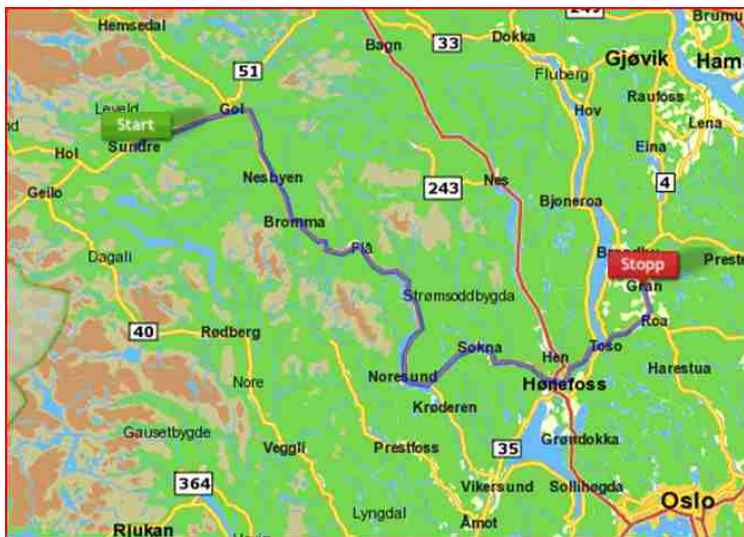 Hemsedal
249
Brumu
Dokka
33
Bagn
Gjøvik
Ham
51
Fluberg
Raufoss
Leveld
Gol
Hov
Lena
Start
Sundre
Eina
Hol
Nesbyen
243
Nes
4
Geilo
Bjoneroa
Bromma
Flå
Dagali
Stopp
Prest
Gran
Strømsoddbygda
40
Rødberg
Roa
Sokna
Hen
Toso
Nore
Noresund
Hønefoss
Harestua
Krøderen
Gausetbygde
Grøndokka
Veggli
Prestfoss
35
364
Vikersund
Sollihøgda
Oslo
Rjukan
Lyngdal
Åmot